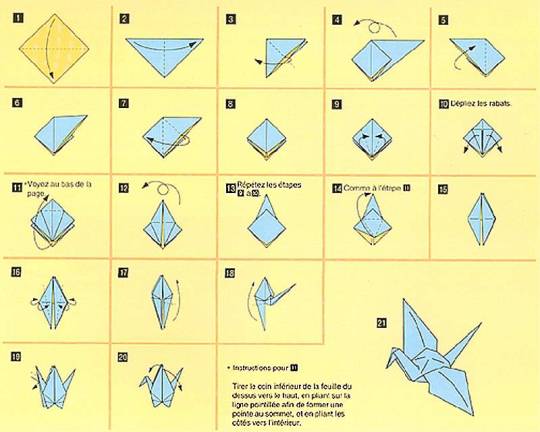 1
2
3
4
5
6
7
8
9
10 Dépliez les rabats.
11 *Voyez au bas de la
page.
12
13 Répétez les étapes
9 à 10.
14 Comme à l'étape 11
15
16
17
18
19
20
21
* Instructions pour 11
Tirer le coin inférieur de la feuille du
dessus vers le haut, en pliant sur la
ligne pointillée afin de former une
pointe au sommet, et en pliant les
côtés vers l'intérieur.